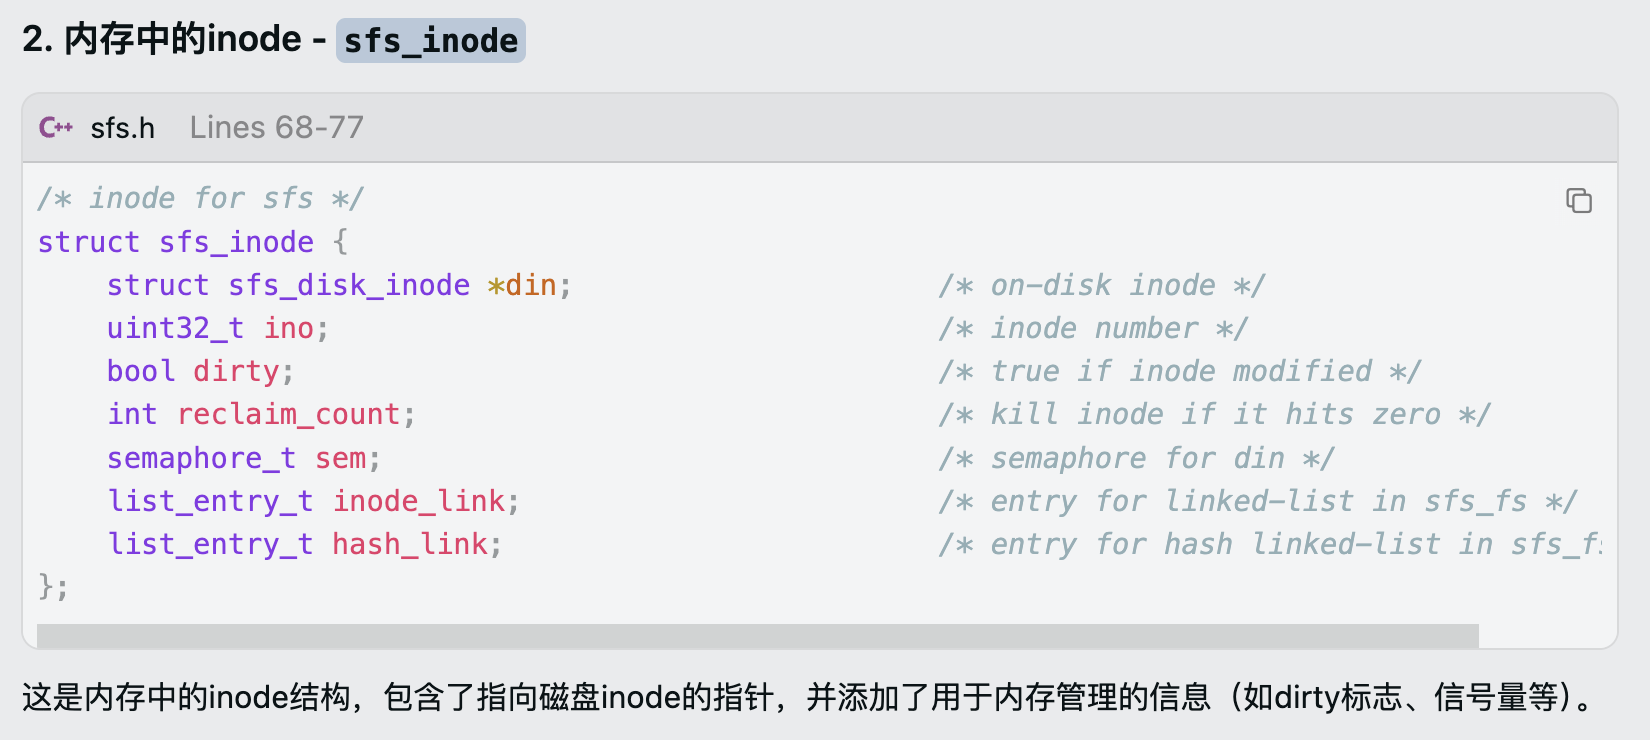 2. 内存中的inode - sfs_inode
C++ sfs.h Lines 68-77
/* inode for sfs */
struct sfs_inode {
    struct sfs_disk_inode *din; /* on-disk inode */
    uint32_t ino; /* inode number */
    bool dirty; /* true if inode modified */
    int reclaim_count; /* kill inode if it hits zero */
    semaphore_t sem; /* semaphore for din */
    list_entry_t inode_link; /* entry for linked-list in sfs_fs */
    list_entry_t hash_link; /* entry for hash linked-list in sfs_f
};
这是内存中的inode结构，包含了指向磁盘inode的指针，并添加了用于内存管理的信息（如dirty标志、信号量等）。